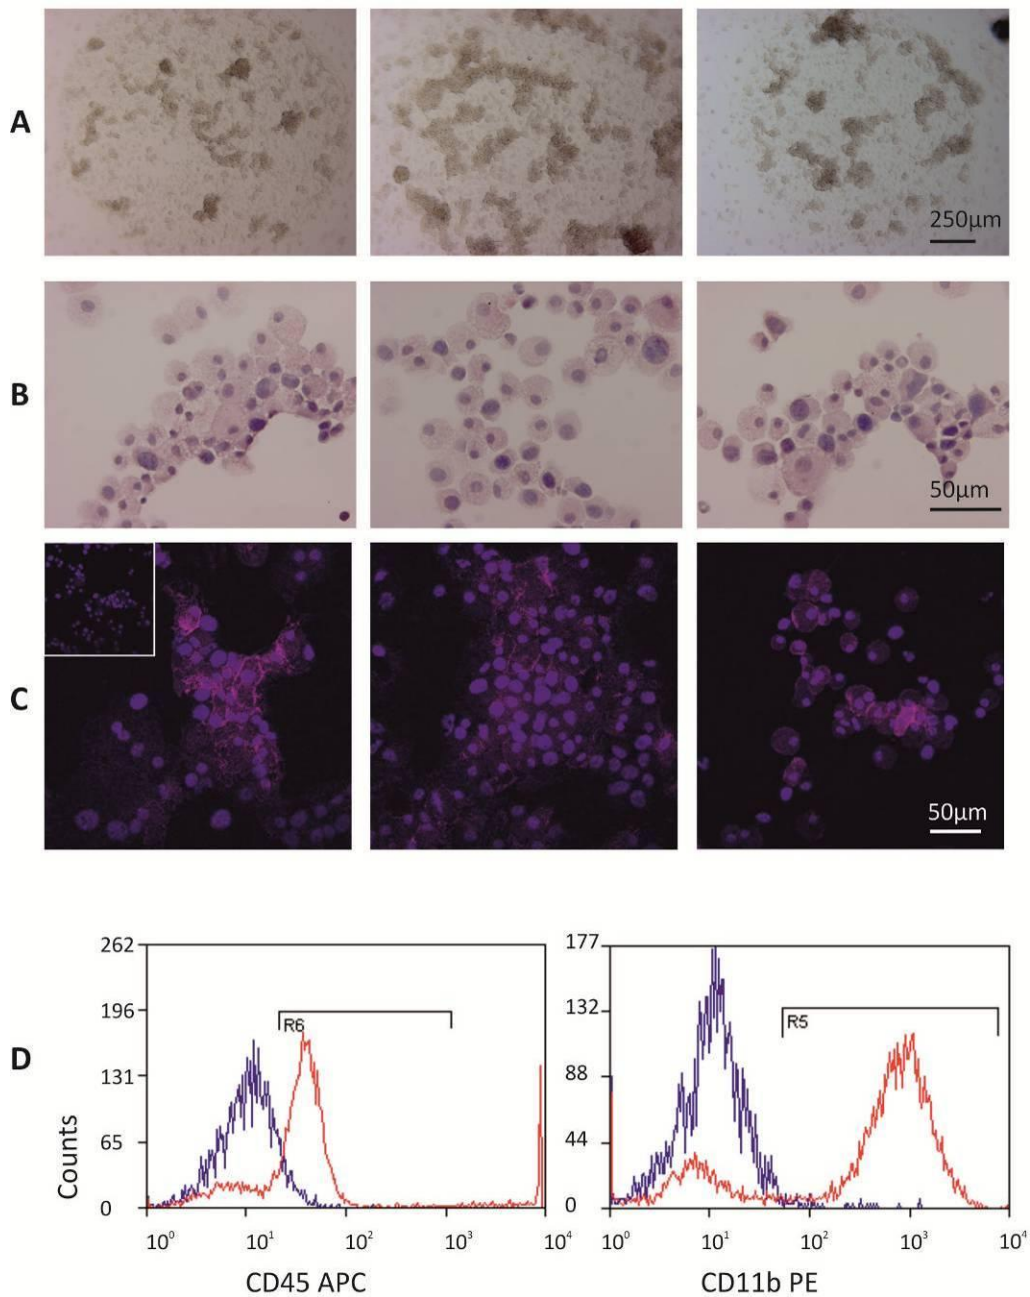 A
250μm
B
50μm
C
50μm
D
Counts
262
196
131
65
0
R6
10⁰ 10¹ 10² 10³ 10⁴
CD45 APC
177
132
88
44
0
R5
10⁰ 10¹ 10² 10³ 10⁴
CD11b PE